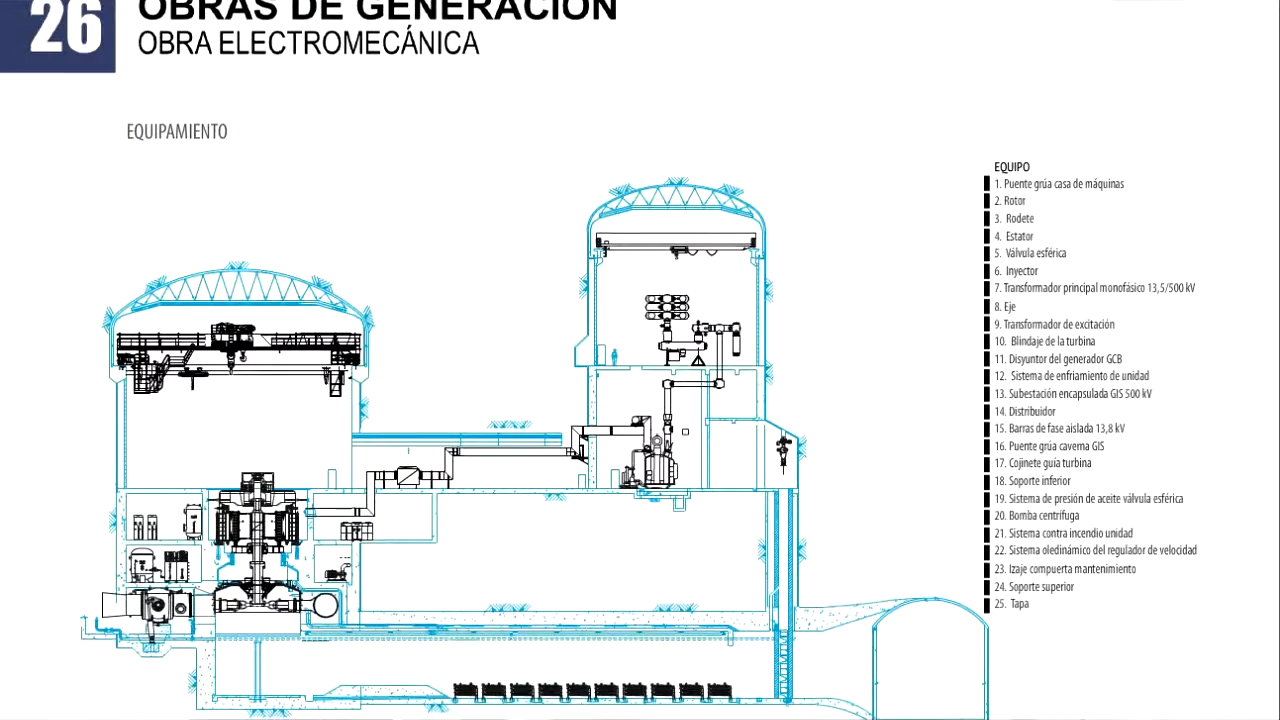 26
OBRAS DE GENERACIÓN
OBRA ELECTROMECÁNICA
EQUIPAMIENTO
EQUIPO
1. Puente grúa casa de máquinas
2. Rotor
3. Rodete
4. Estator
5. Válvula esférica
6. Inyector
7. Transformador principal monofásico 13,5/500 kV
8. Eje
9. Transformador de excitación
10. Blindaje de la turbina
11. Disyuntor del generador GCB
12. Sistema de enfriamiento de unidad
13. Subestación encapsulada GIS 500 kV
14. Distribuidor
15. Barras de fase aislada 13,8 kV
16. Puente grúa caverna GIS
17. Cojinete guía turbina
18. Soporte inferior
19. Sistema de presión de aceite válvula esférica
20. Bomba centrífuga
21. Sistema contra incendio unidad
22. Sistema oledinámico del regulador de velocidad
23. Izaje compuerta mantenimiento
24. Soporte superior
25. Tapa